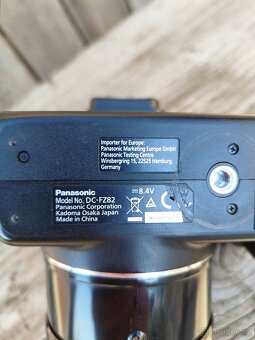 Importer for Europe:
Panasonic Marketing Europe GmbH
Panasonic Testing Centre
Winsbergring 15, 22525 Hamburg,
Germany
Panasonic
Model No. DC-FZ82
Panasonic Corporation
Kadoma Osaka Japan
Made in China
⎓8.4V